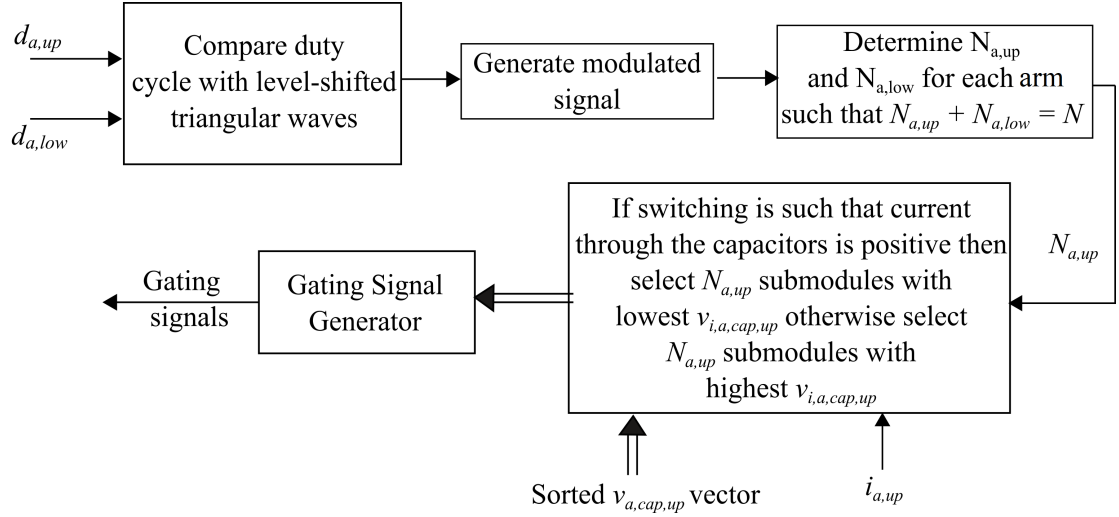 d_{a,up}
d_{a,low}
Compare duty
cycle with level-shifted
triangular waves
Generate modulated
signal
Determine N_{a,up}
and N_{a,low} for each arm
such that N_{a,up} + N_{a,low} = N
N_{a,up}
If switching is such that current
through the capacitors is positive then
select N_{a,up} submodules with
lowest v_{i,a,cap,up} otherwise select
N_{a,up} submodules with
highest v_{i,a,cap,up}
Gating Signal
Generator
Gating
signals
Sorted v_{a,cap,up} vector
i_{a,up}